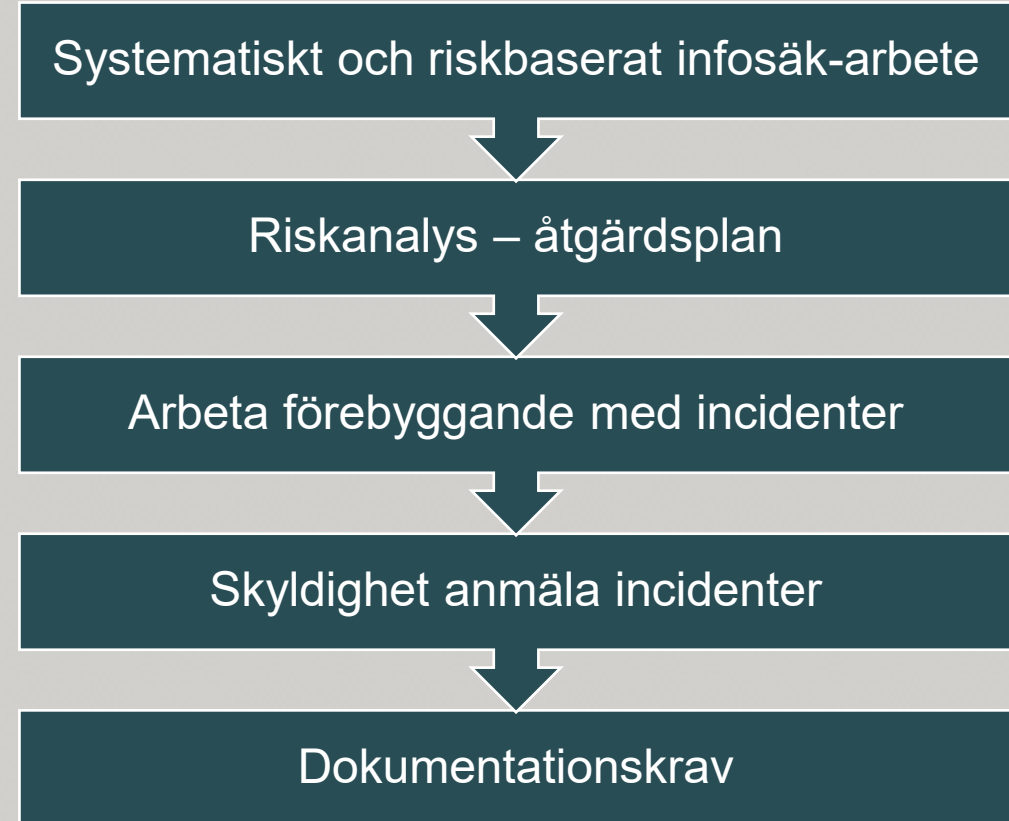 Systematiskt och riskbaserat infosäk-arbete
Riskanalys – åtgärdsplan
Arbeta förebyggande med incidenter
Skyldighet anmäla incidenter
Dokumentationskrav